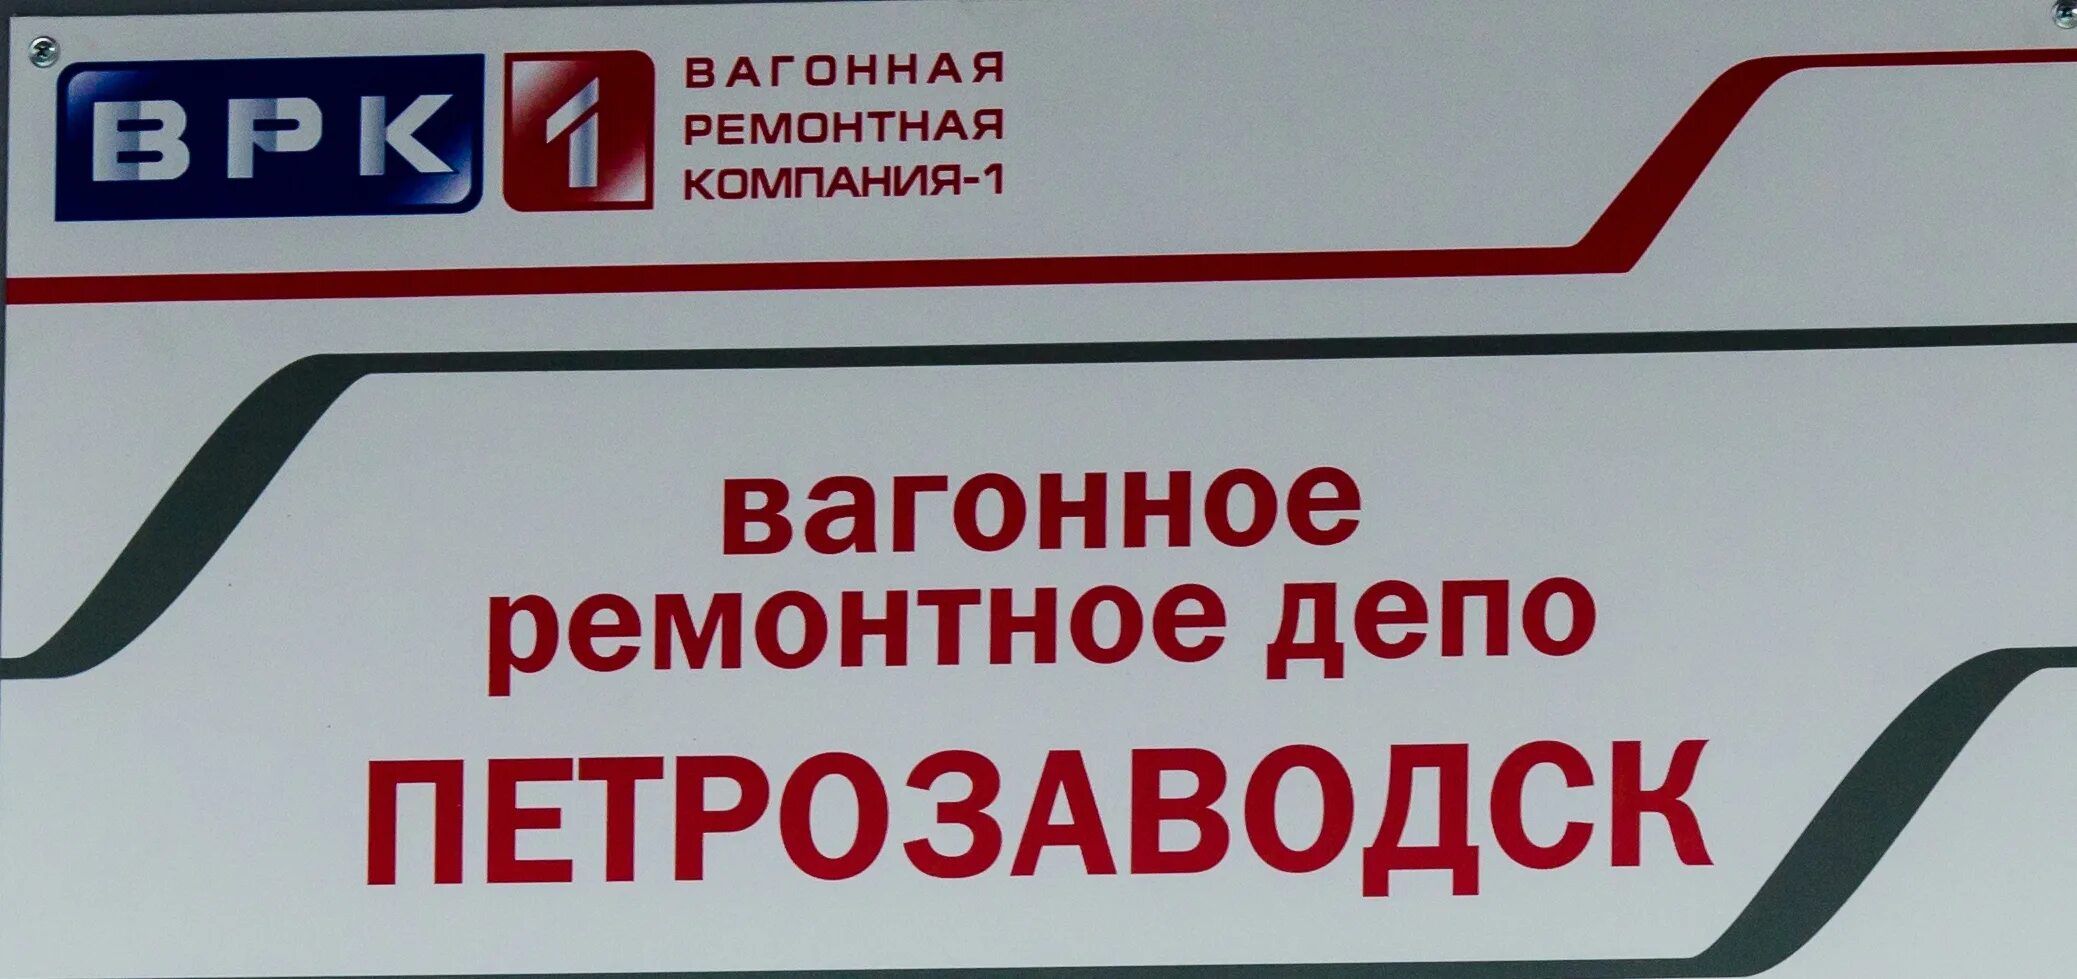 ВРК 1
ВАГОННАЯ
РЕМОНТНАЯ
КОМПАНИЯ-1
вагонное
ремонтное депо
ПЕТРОЗАВОДСК